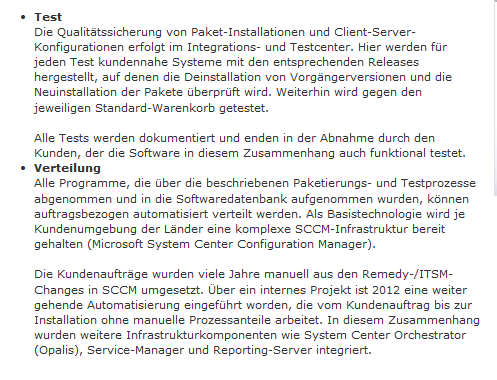 • Test
Die Qualitätssicherung von Paket-Installationen und Client-Server-
Konfigurationen erfolgt im Integrations- und Testcenter. Hier werden für
jeden Test kundennahe Systeme mit den entsprechenden Releases
hergestellt, auf denen die Deinstallation von Vorgängerversionen und die
Neuinstallation der Pakete überprüft wird. Weiterhin wird gegen den
jeweiligen Standard-Warenkorb getestet.
Alle Tests werden dokumentiert und enden in der Abnahme durch den
Kunden, der die Software in diesem Zusammenhang auch funktional testet.
• Verteilung
Alle Programme, die über die beschriebenen Paketierungs- und Testprozesse
abgenommen und in die Softwaredatenbank aufgenommen wurden, können
auftragsbezogen automatisiert verteilt werden. Als Basistechnologie wird je
Kundenumgebung der Länder eine komplexe SCCM-Infrastruktur bereit
gehalten (Microsoft System Center Configuration Manager).
Die Kundenaufträge wurden viele Jahre manuell aus den Remedy-/ITSM-
Changes in SCCM umgesetzt. Über ein internes Projekt ist 2012 eine weiter
gehende Automatisierung eingeführt worden, die vom Kundenauftrag bis zur
Installation ohne manuelle Prozessanteile arbeitet. In diesem Zusammenhang
wurden weitere Infrastrukturkomponenten wie System Center Orchestrator
(Opalis), Service-Manager und Reporting-Server integriert.